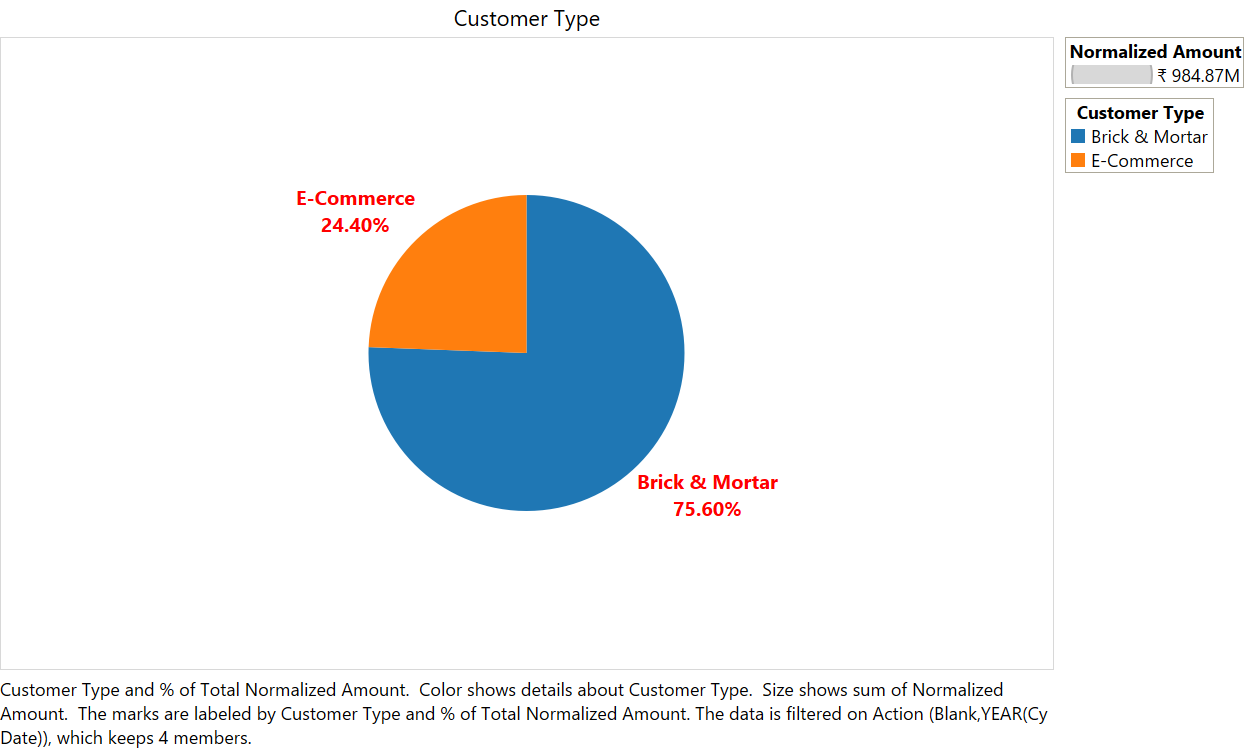 Customer Type
Normalized Amount
₹ 984.87M
Customer Type
Brick & Mortar
E-Commerce
E-Commerce
24.40%
Brick & Mortar
75.60%
Customer Type and % of Total Normalized Amount.  Color shows details about Customer Type.  Size shows sum of Normalized
Amount.  The marks are labeled by Customer Type and % of Total Normalized Amount. The data is filtered on Action (Blank,YEAR(Cy
Date)), which keeps 4 members.